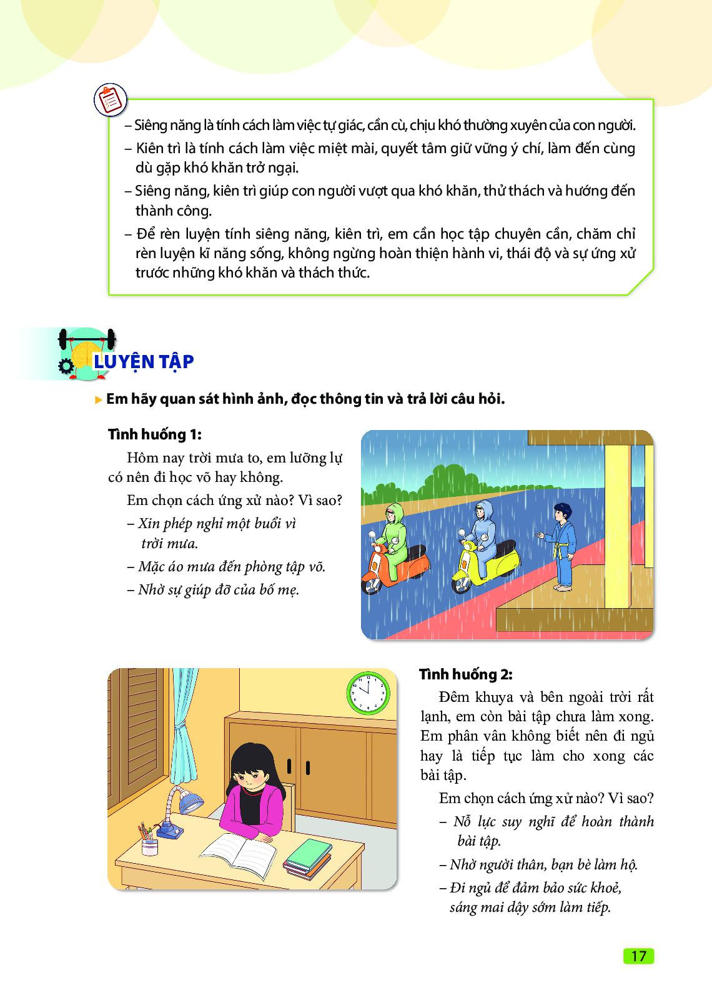 – Siêng năng là tính cách làm việc tự giác, cần cù, chịu khó thường xuyên của con người.
– Kiên trì là tính cách làm việc miệt mài, quyết tâm giữ vững ý chí, làm đến cùng
dù gặp khó khăn trở ngại.
– Siêng năng, kiên trì giúp con người vượt qua khó khăn, thử thách và hướng đến
thành công.
– Để rèn luyện tính siêng năng, kiên trì, em cần học tập chuyên cần, chăm chỉ
rèn luyện kĩ năng sống, không ngừng hoàn thiện hành vi, thái độ và sự ứng xử
trước những khó khăn và thách thức.
LUYỆN TẬP
Em hãy quan sát hình ảnh, đọc thông tin và trả lời câu hỏi.
Tình huống 1:
Hôm nay trời mưa to, em lưỡng lự
có nên đi học võ hay không.
Em chọn cách ứng xử nào? Vì sao?
– Xin phép nghỉ một buổi vì
trời mưa.
– Mặc áo mưa đến phòng tập võ.
– Nhờ sự giúp đỡ của bố mẹ.
Tình huống 2:
Đêm khuya và bên ngoài trời rất
lạnh, em còn bài tập chưa làm xong.
Em phân vân không biết nên đi ngủ
hay là tiếp tục làm cho xong các
bài tập.
Em chọn cách ứng xử nào? Vì sao?
– Nỗ lực suy nghĩ để hoàn thành
bài tập.
– Nhờ người thân, bạn bè làm hộ.
– Đi ngủ để đảm bảo sức khoẻ,
sáng mai dậy sớm làm tiếp.
12
1
2
3
4
5
6
7
8
9
10
11
17